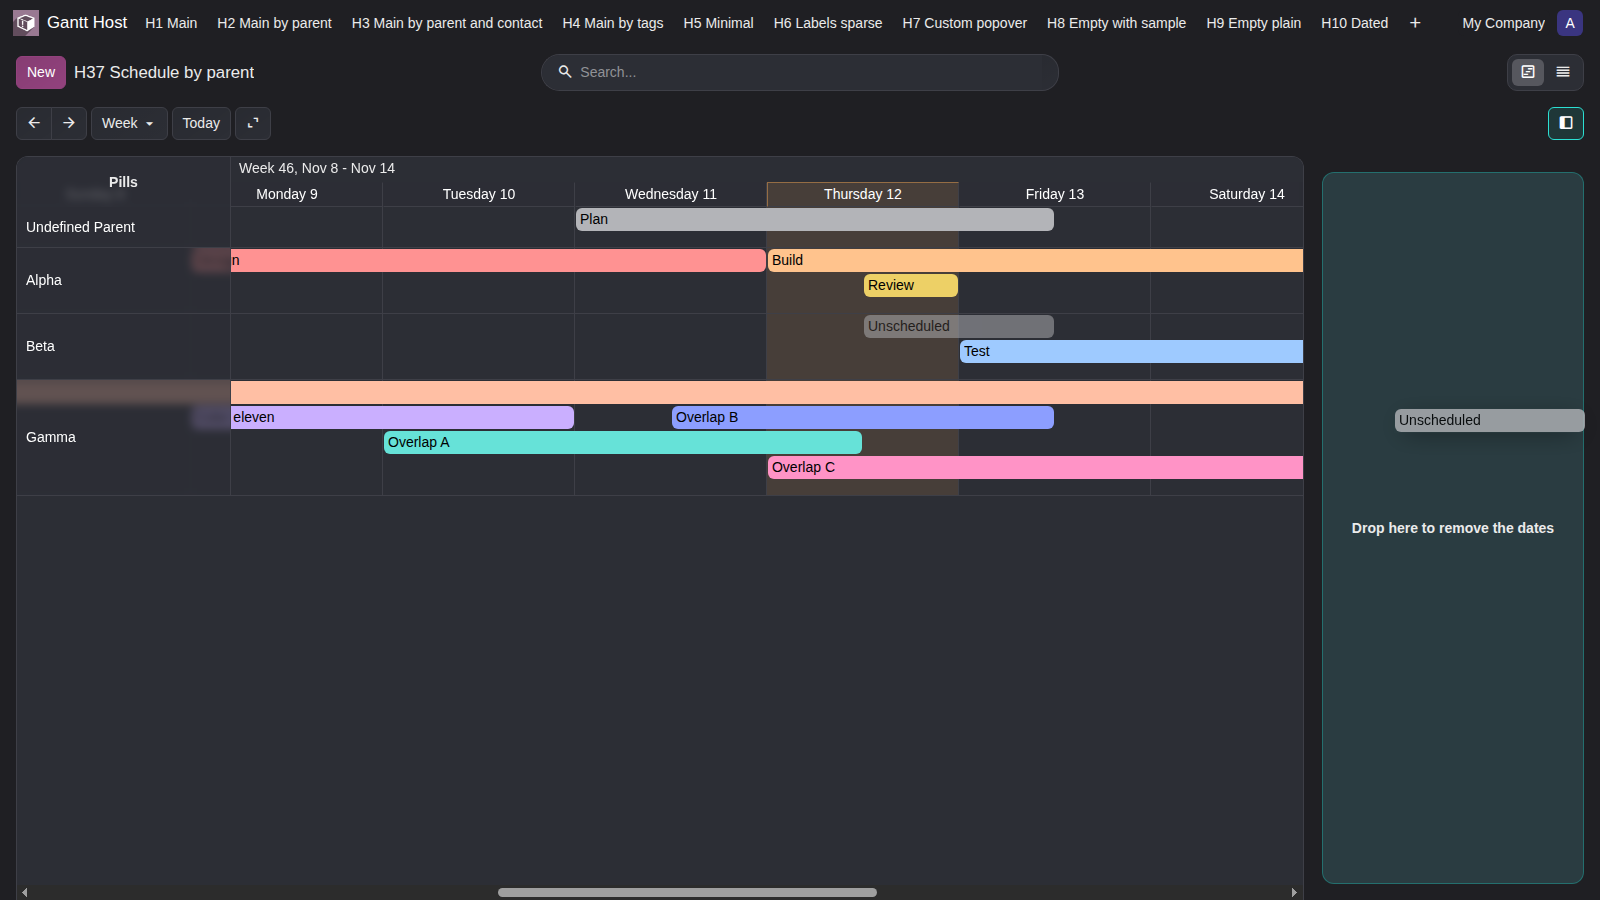 Gantt Host H1 Main H2 Main by parent H3 Main by parent and contact H4 Main by tags H5 Minimal H6 Labels sparse H7 Custom popover H8 Empty with sample H9 Empty plain H10 Dated + My Company A
New H37 Schedule by parent Search...
Week Today
Week 46, Nov 8 - Nov 14
Pills
Monday 9 Tuesday 10 Wednesday 11 Thursday 12 Friday 13 Saturday 14
Plan
Undefined Parent
n Build
Alpha
Review
Unscheduled
Beta
Test
eleven Overlap B
Unscheduled
Gamma
Overlap A
Overlap C
Drop here to remove the dates